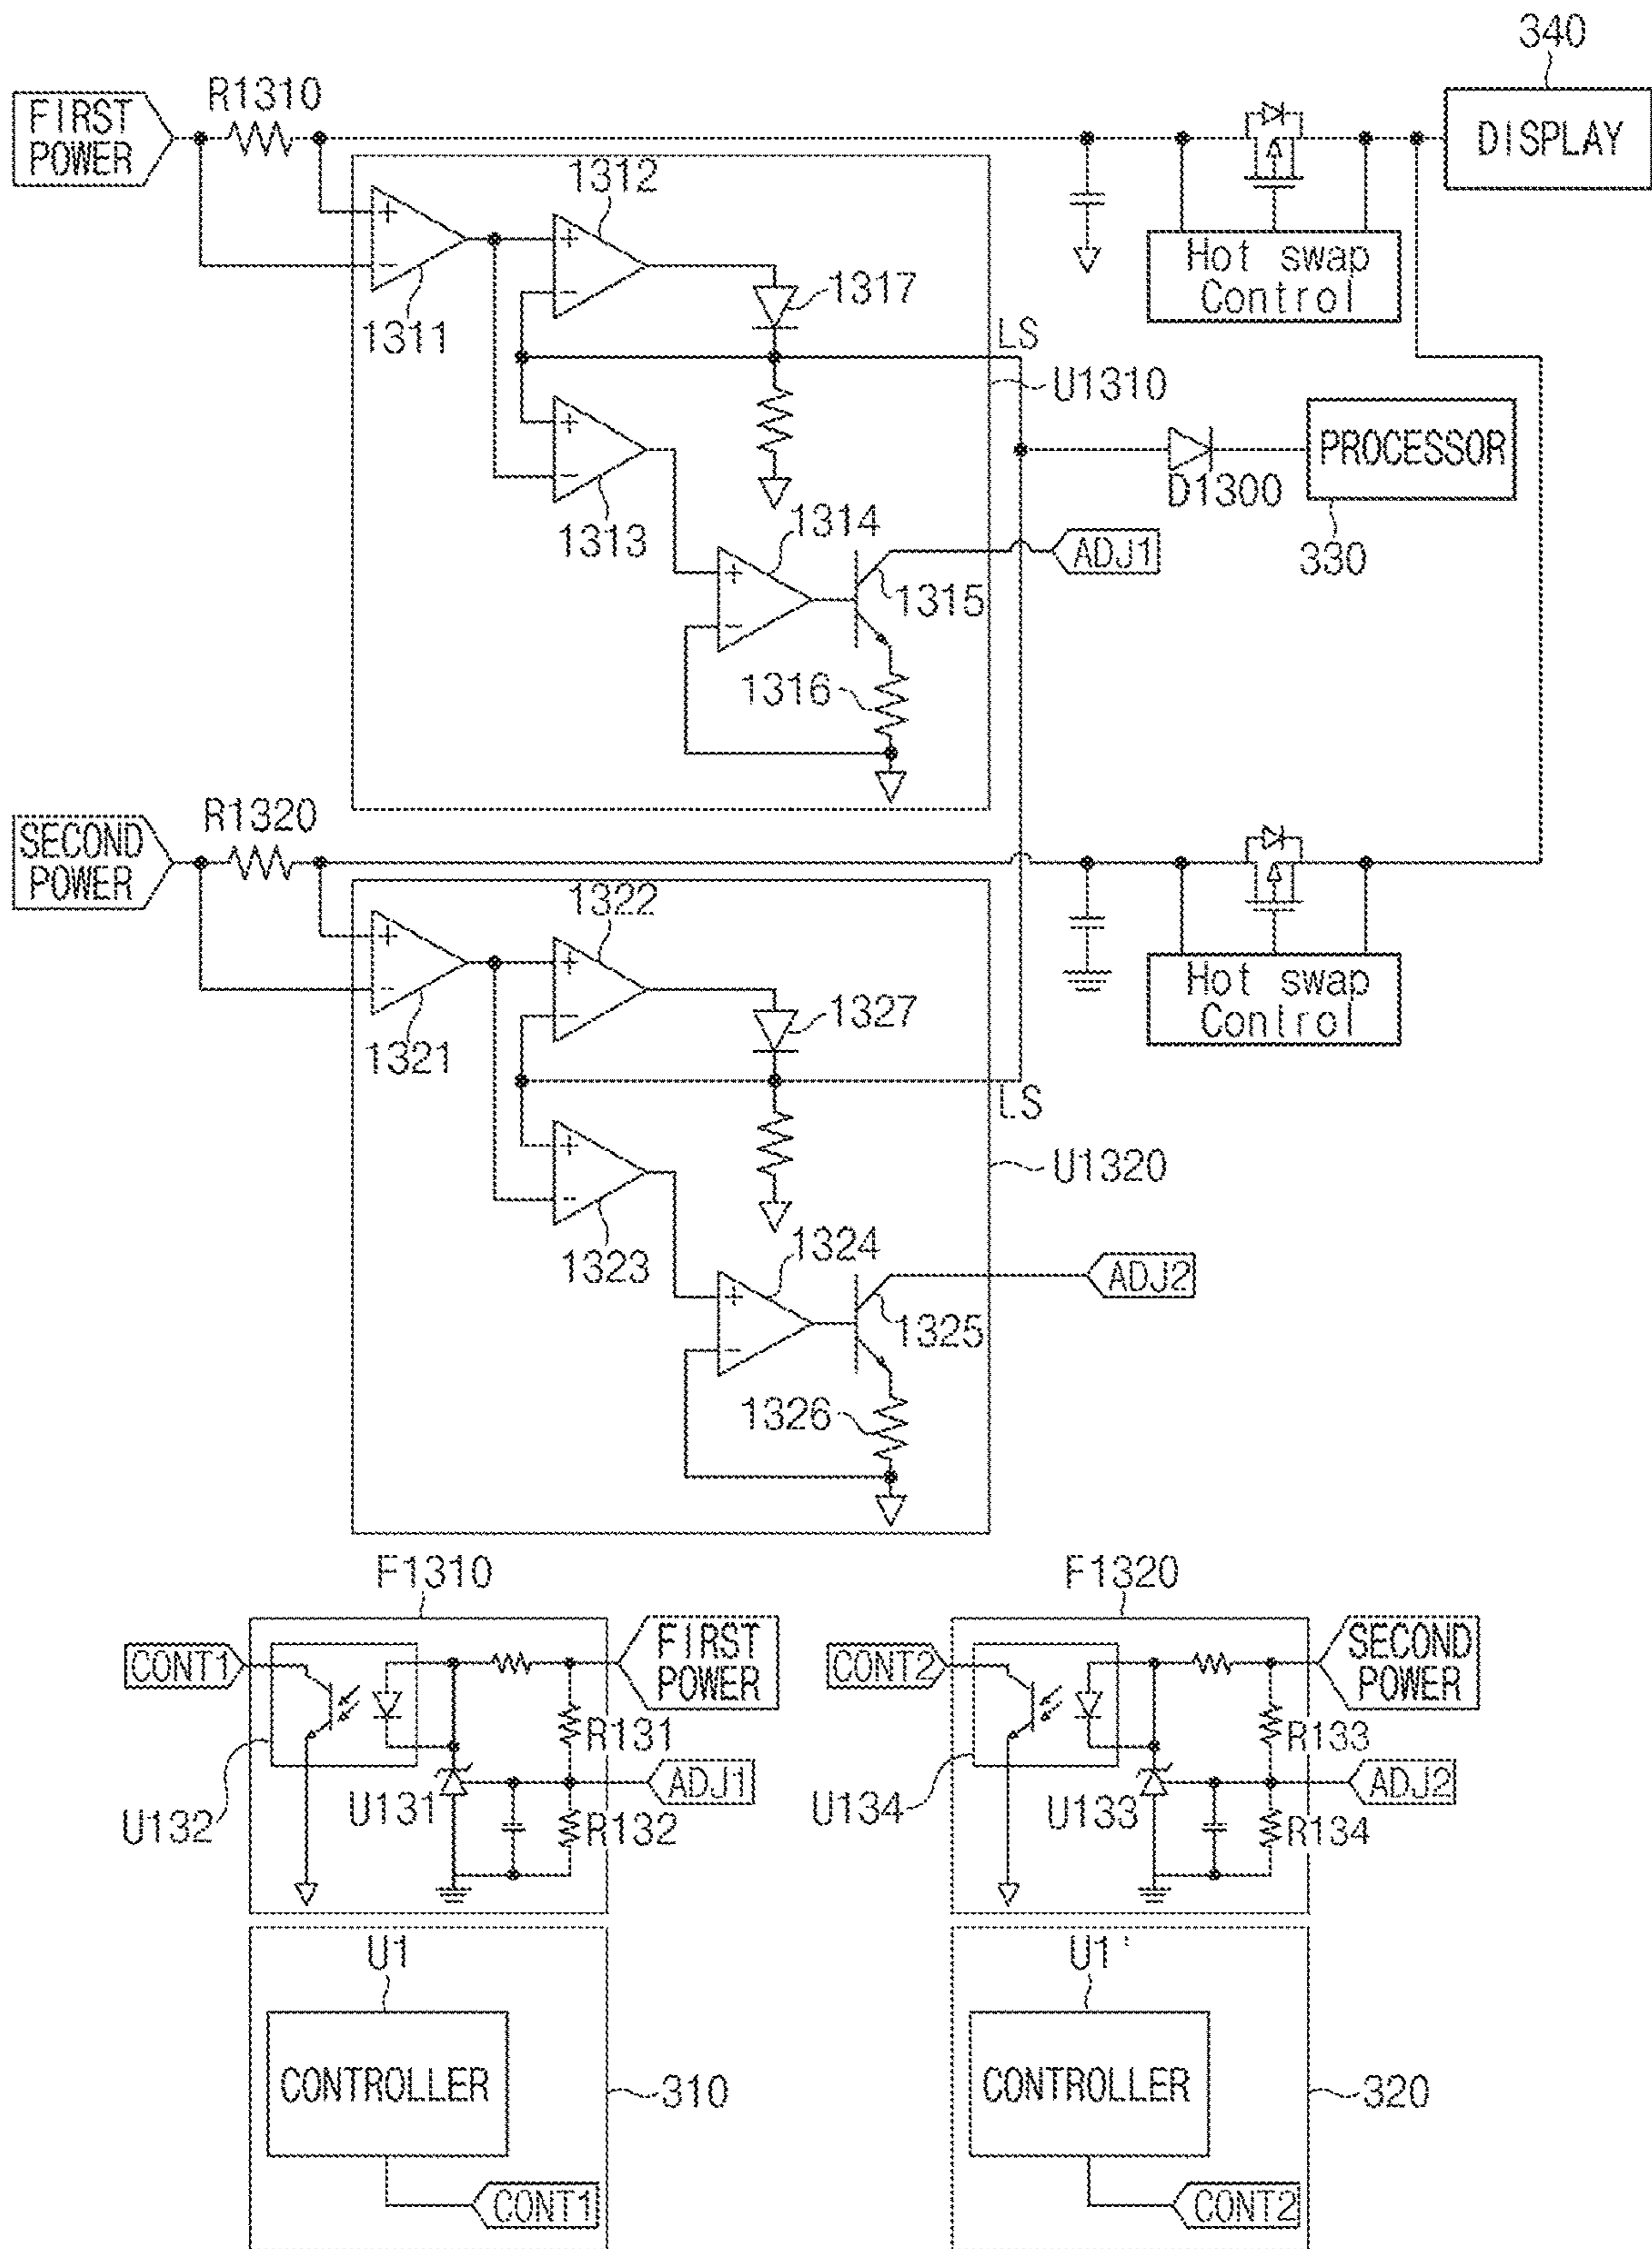 340
FIRST
POWER
R1310
DISPLAY
1312
+
+
-
-
1311
1317
Hot swap
Control
LS
U1310
+
-
1313
PROCESSOR
D1300
330
1314
ADJ1
+
-
1315
1316
R1320
SECOND
POWER
1322
+
+
-
-
1321
1327
Hot swap
Control
LS
U1320
+
-
1323
1324
ADJ2
+
-
1325
1326
F1310
CONT1
FIRST
POWER
R131
ADJ1
U131
U132
R132
F1320
CONT2
SECOND
POWER
R133
ADJ2
U133
U134
R134
U1
CONTROLLER
310
CONT1
U1'
CONTROLLER
320
CONT2